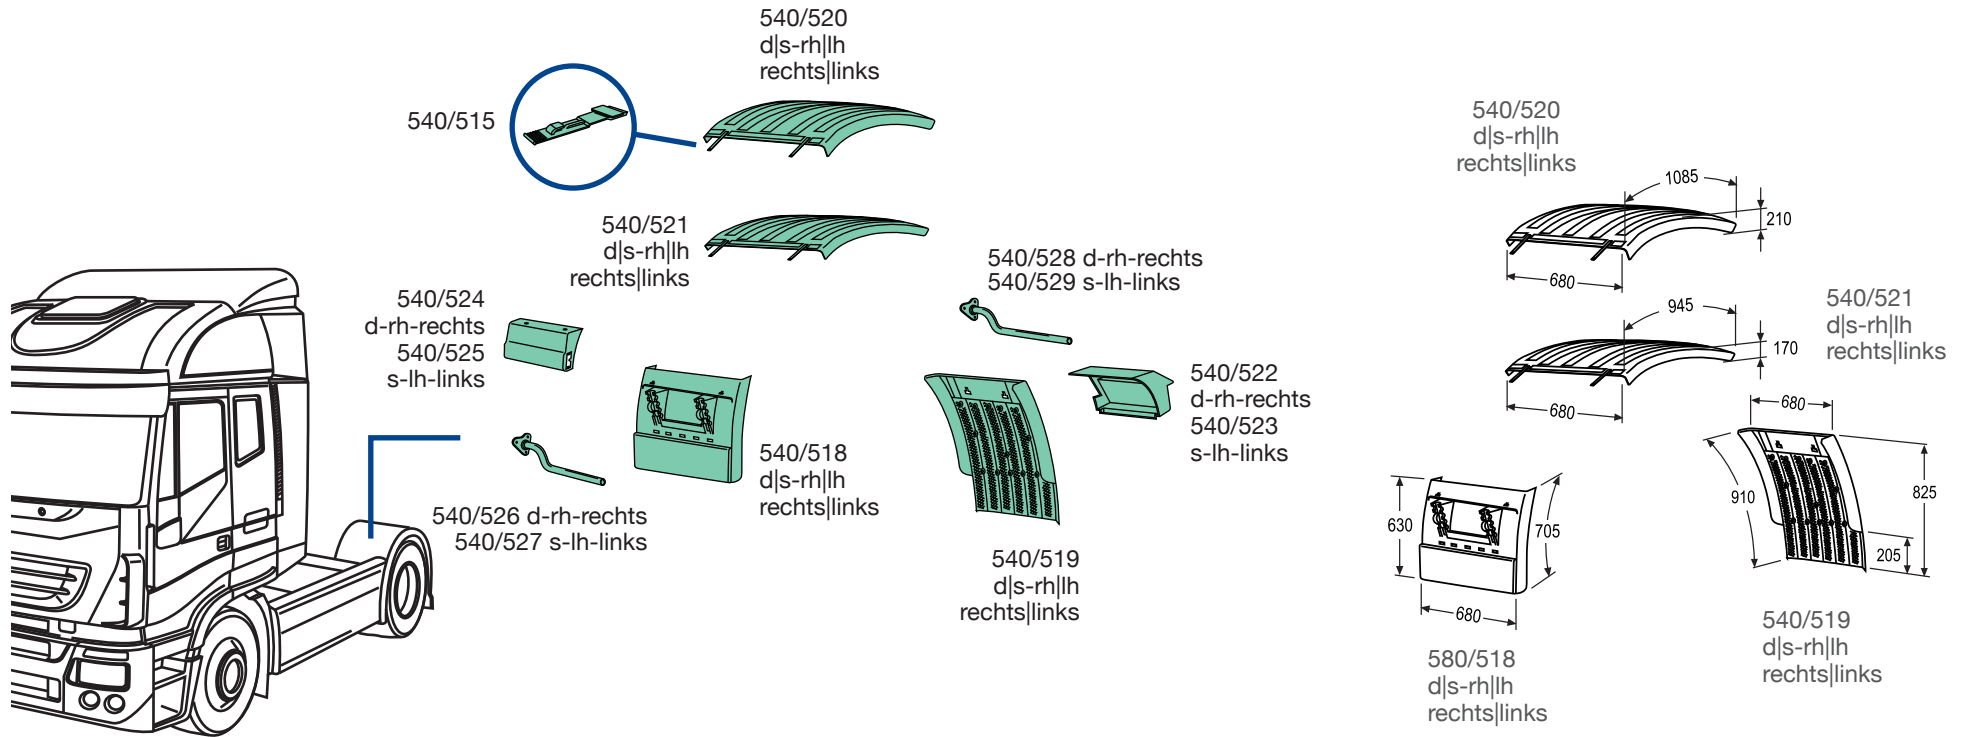 540/520
d|s-rh|lh
rechts|links
540/515
540/521
d|s-rh|lh
rechts|links
540/528 d-rh-rechts
540/529 s-lh-links
540/524
d-rh-rechts
540/525
s-lh-links
540/522
d-rh-rechts
540/523
s-lh-links
540/518
d|s-rh|lh
rechts|links
540/526 d-rh-rechts
540/527 s-lh-links
540/519
d|s-rh|lh
rechts|links
540/520
d|s-rh|lh
rechts|links
1085
210
680
540/521
d|s-rh|lh
rechts|links
945
170
680
680
910
825
205
630
705
680
540/519
d|s-rh|lh
rechts|links
580/518
d|s-rh|lh
rechts|links